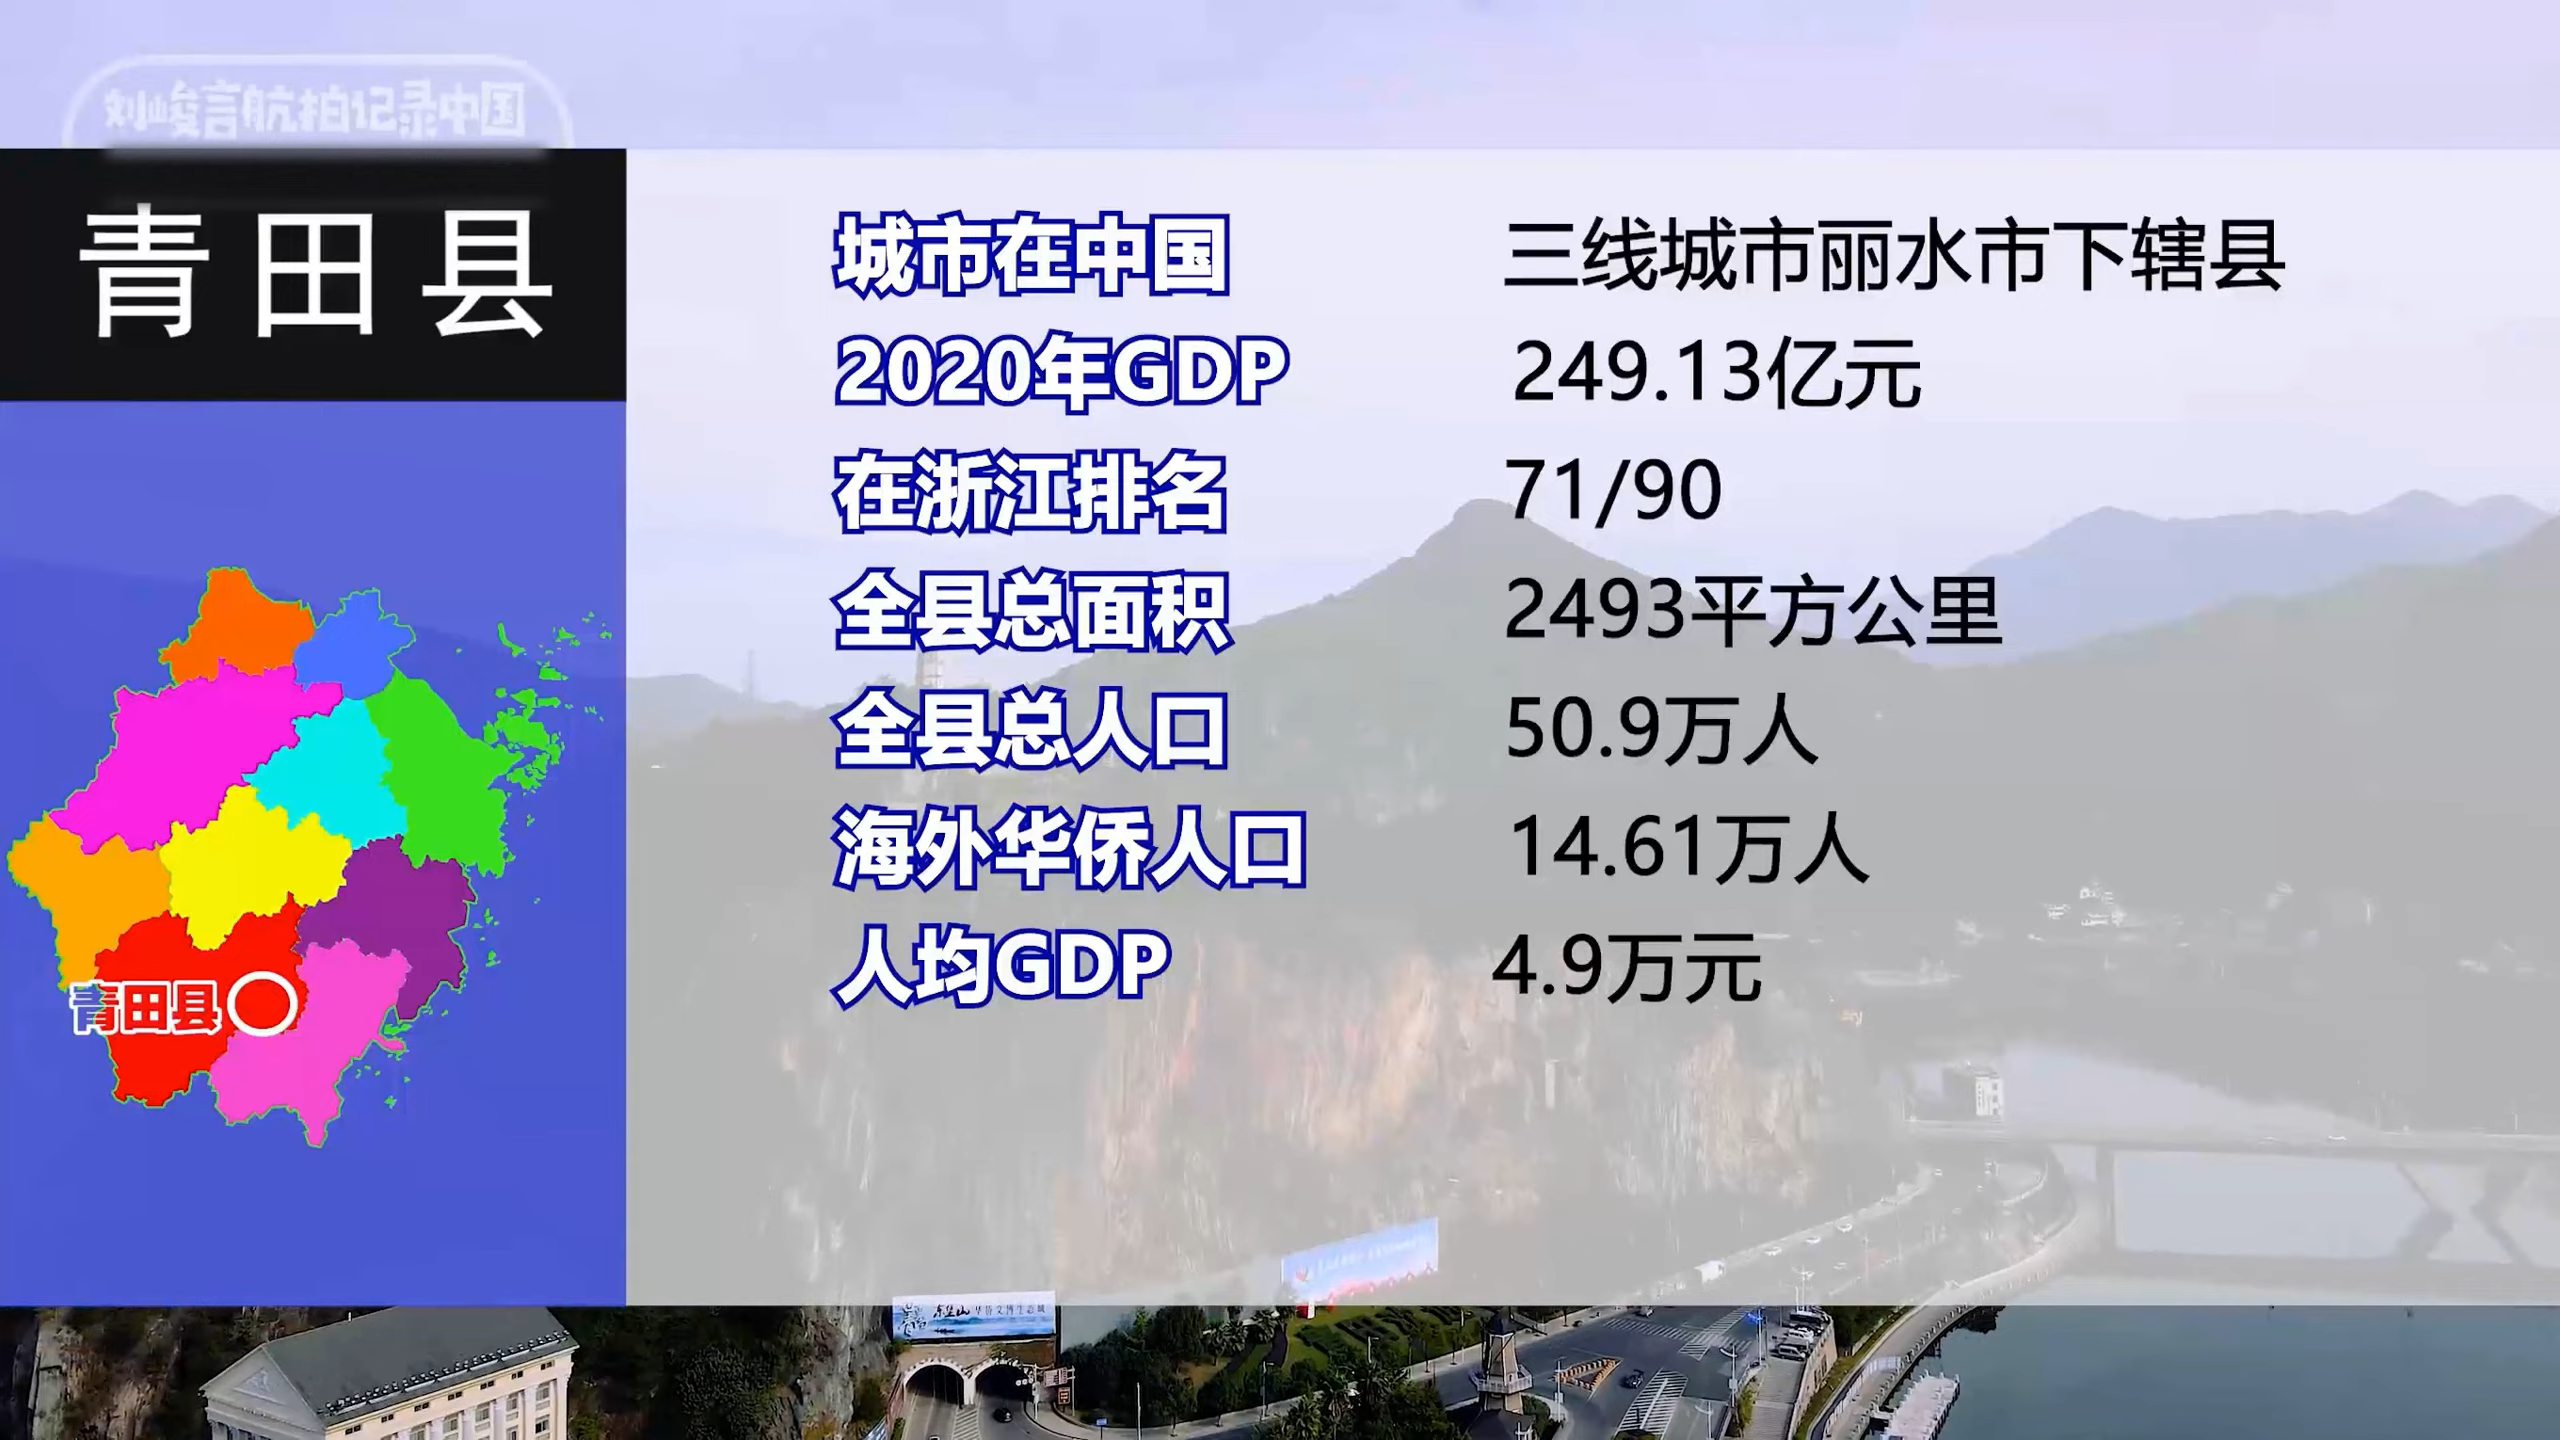 刘峻言航拍记录中国
青田县
城市在中国 三线城市丽水市下辖县
2020年GDP 249.13亿元
在浙江排名 71/90
全县总面积 2493平方公里
全县总人口 50.9万人
海外华侨人口 14.61万人
人均GDP 4.9万元
青田县